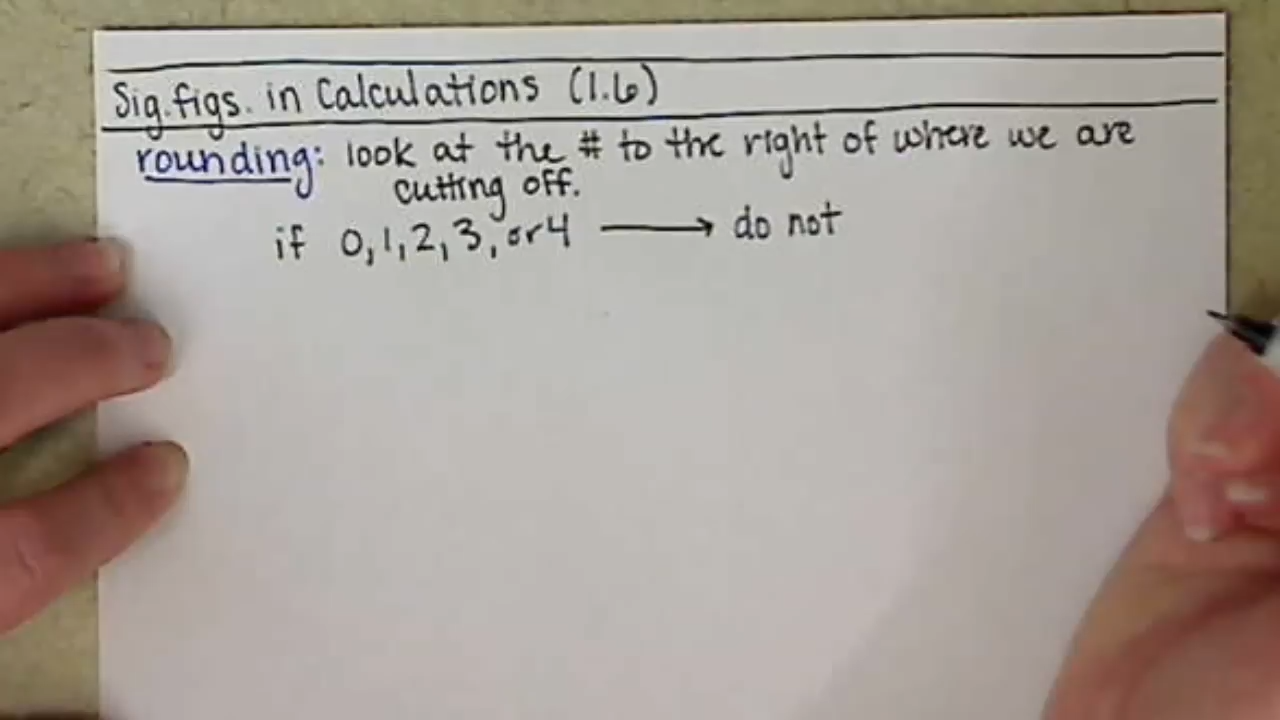 Sig. figs. in Calculations (1.6)
rounding: look at the # to the right of where we are
cutting off.
if 0, 1, 2, 3, or 4 ⟶ do not